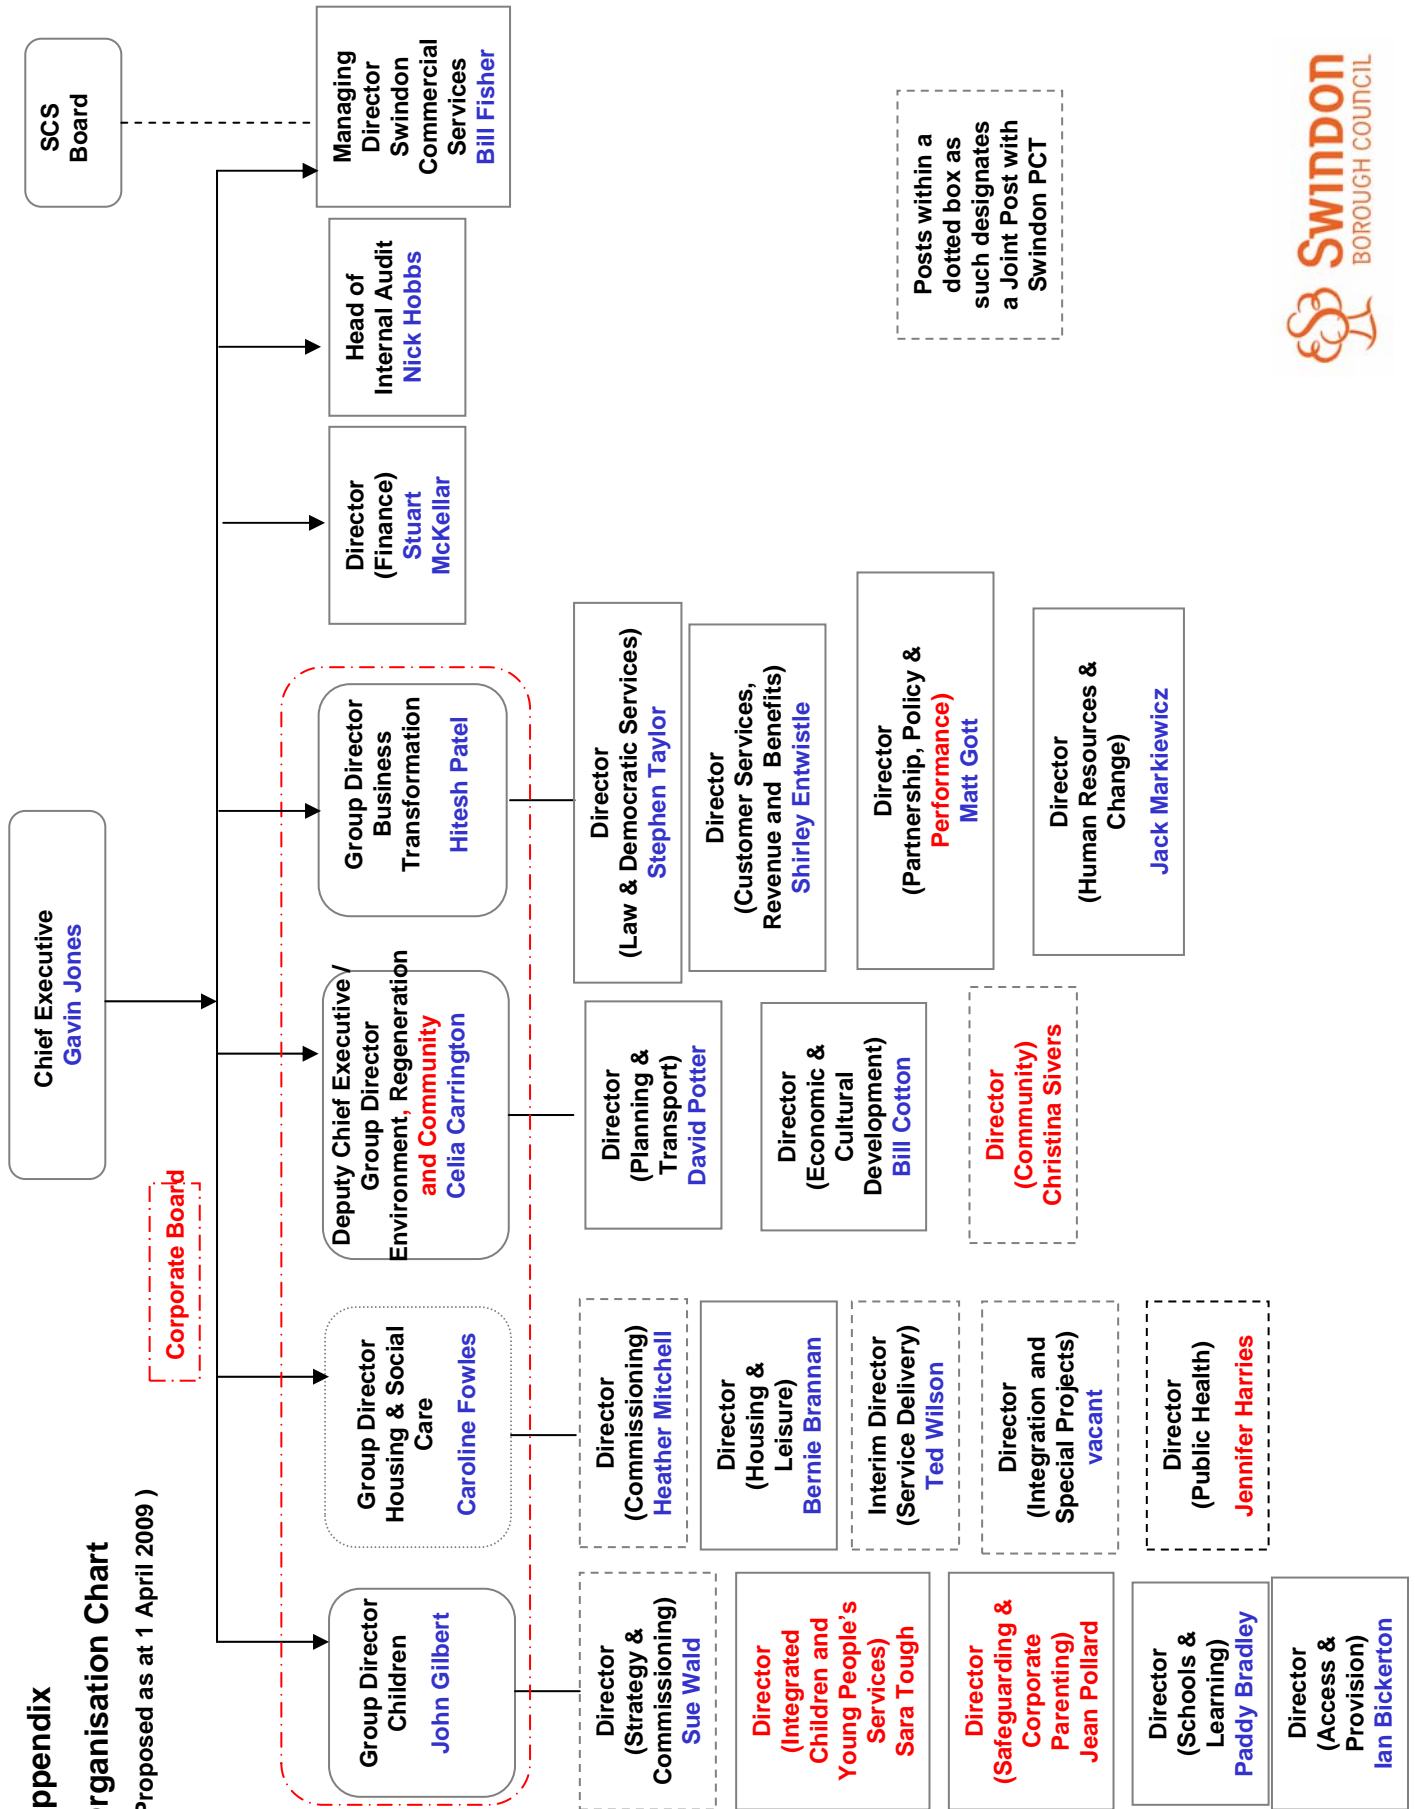 ppendix
rganisation Chart
Proposed as at 1 April 2009 )
Chief Executive
Gavin Jones
SCS
Board
Corporate Board
Group Director
Children
John Gilbert
Group Director
Housing & Social
Care
Caroline Fowles
Deputy Chief Executive /
Group Director
Environment, Regeneration
and Community
Celia Carrington
Group Director
Business
Transformation
Hitesh Patel
Director
(Finance)
Stuart
McKellar
Head of
Internal Audit
Nick Hobbs
Managing
Director
Swindon
Commercial
Services
Bill Fisher
Director
(Strategy &
Commissioning)
Sue Wald
Director
(Integrated
Children and
Young People's
Services)
Sara Tough
Director
(Safeguarding &
Corporate
Parenting)
Jean Pollard
Director
(Schools &
Learning)
Paddy Bradley
Director
(Access &
Provision)
Ian Bickerton
Director
(Commissioning)
Heather Mitchell
Director
(Housing &
Leisure)
Bernie Brannan
Interim Director
(Service Delivery)
Ted Wilson
Director
(Integration and
Special Projects)
vacant
Director
(Public Health)
Jennifer Harries
Director
(Planning &
Transport)
David Potter
Director
(Economic &
Cultural
Development)
Bill Cotton
Director
(Community)
Christina Sivers
Director
(Law & Democratic Services)
Stephen Taylor
Director
(Customer Services,
Revenue and Benefits)
Shirley Entwistle
Director
(Partnership, Policy &
Performance)
Matt Gott
Director
(Human Resources &
Change)
Jack Markiewicz
Posts within a
dotted box as
such designates
a Joint Post with
Swindon PCT
Swindon
BOROUGH COUNCIL